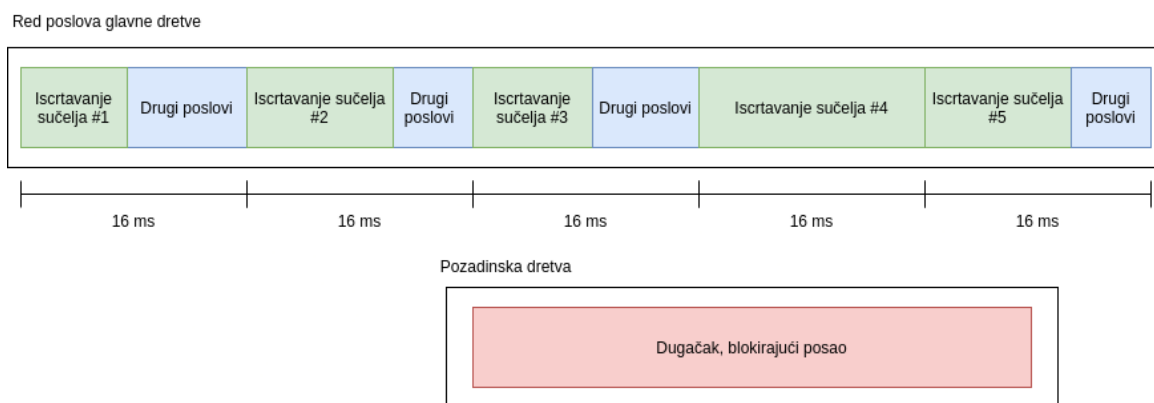 Red poslova glavne dretve
Iscrtavanje
sučelja #1
Drugi poslovi
Iscrtavanje sučelja
#2
Drugi
poslovi
Iscrtavanje
sučelja #3
Drugi poslovi
Iscrtavanje sučelja #4
Iscrtavanje sučelja
#5
Drugi
poslovi
16 ms
16 ms
16 ms
16 ms
16 ms
Pozadinska dretva
Dugačak, blokirajući posao